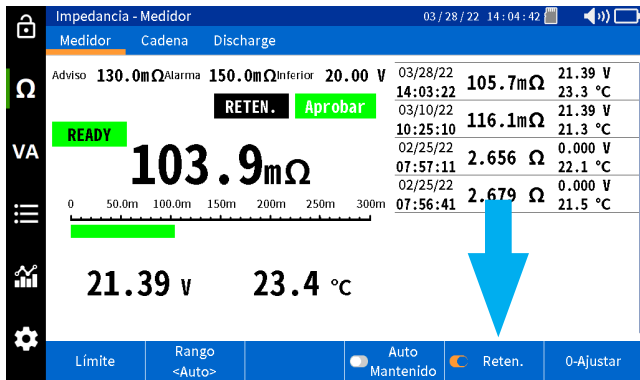 Impedancia - Medidor 03/28/22 14:04:42
Medidor Cadena Discharge
Adviso 130.0mΩ Alarma 150.0mΩ Inferior 20.00 V
RETEN. Aprobar
READY
103.9mΩ
0 50.0m 100.0m 150m 200m 250m 300m
21.39 V 23.4 °C
03/28/22 105.7mΩ 21.39 V
14:03:22 23.3 °C
03/10/22 116.1mΩ 21.39 V
10:25:10 21.3 °C
02/25/22 2.656 Ω 0.000 V
07:57:11 22.1 °C
02/25/22 2.679 Ω 0.000 V
07:56:41 21.5 °C
Ω
VA
Límite
Rango
<Auto>
Auto
Mantenido
Reten.
0-Ajustar